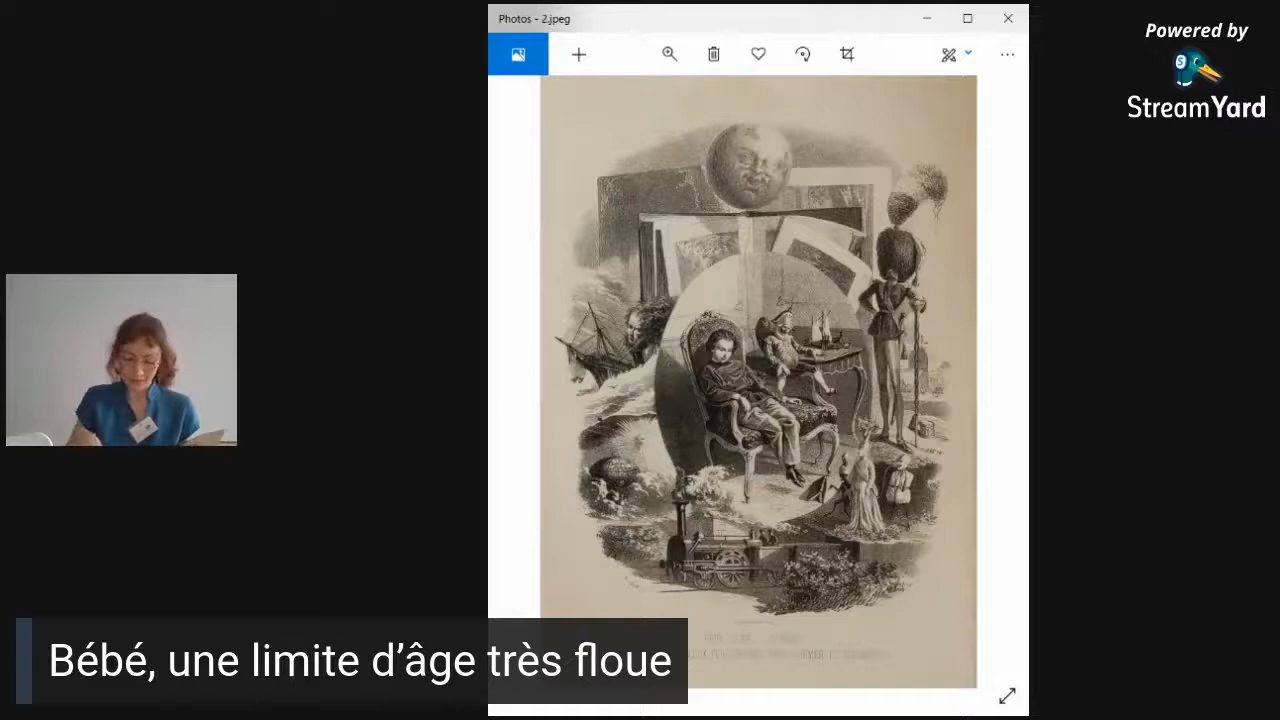 Photos - 2.jpeg
Powered by
StreamYard
Bébé, une limite d’âge très floue